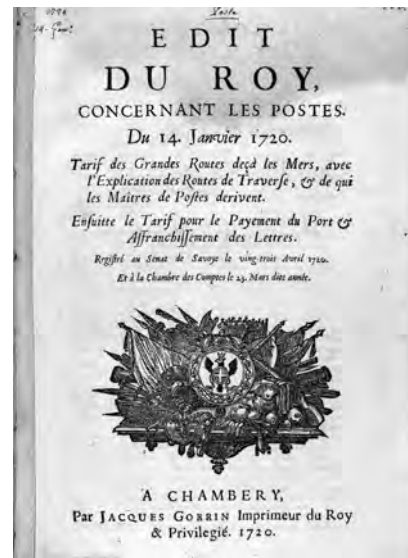 Poste
EDIT
DU ROY,
CONCERNANT LES POSTES.
Du 14. Janvier 1720.
Tarif des Grandes Routes deçà les Mers, avec
l'Explication des Routes de Traverse, & de qui
les Maîtres de Postes derivent.
Ensuitte le Tarif pour le Payement du Port &
Affranchissement des Lettres.
Registré au Senat de Savoye le vingt-trois Avril 1720.
Et à la Chambre des Comptes le 23. Mars dite année.
A CHAMBERY,
Par JACQUES GORRIN Imprimeur du Roy
& Privilegié. 1720.